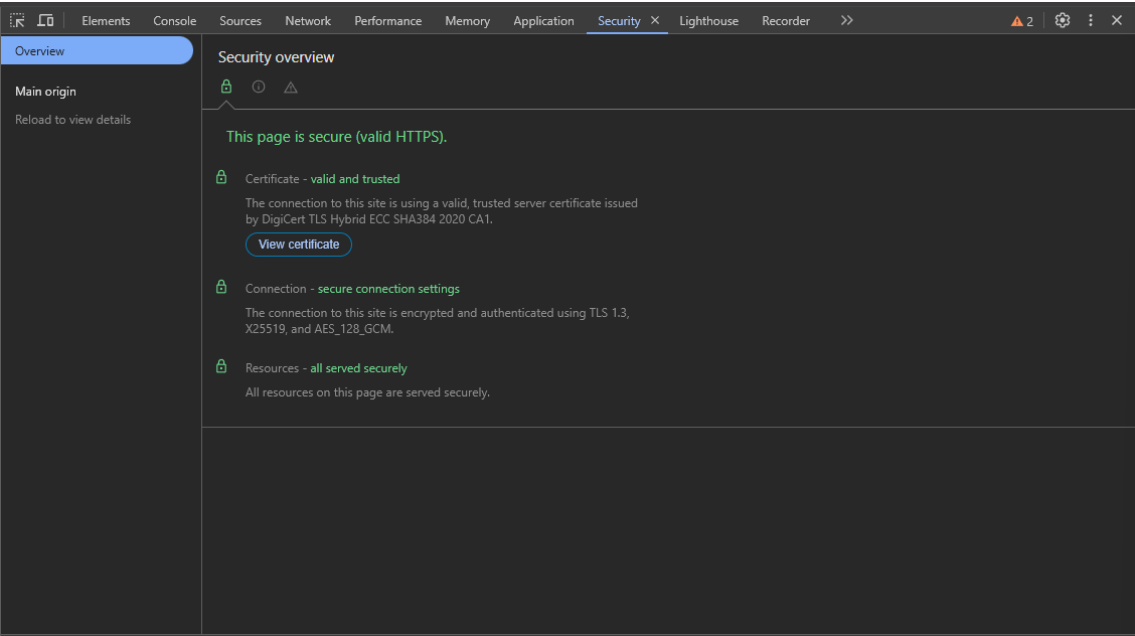 Elements Console Sources Network Performance Memory Application Security × Lighthouse Recorder >> 2
Overview
Main origin
Reload to view details
Security overview
This page is secure (valid HTTPS).
Certificate - valid and trusted
The connection to this site is using a valid, trusted server certificate issued
by DigiCert TLS Hybrid ECC SHA384 2020 CA1.
View certificate
Connection - secure connection settings
The connection to this site is encrypted and authenticated using TLS 1.3,
X25519, and AES_128_GCM.
Resources - all served securely
All resources on this page are served securely.